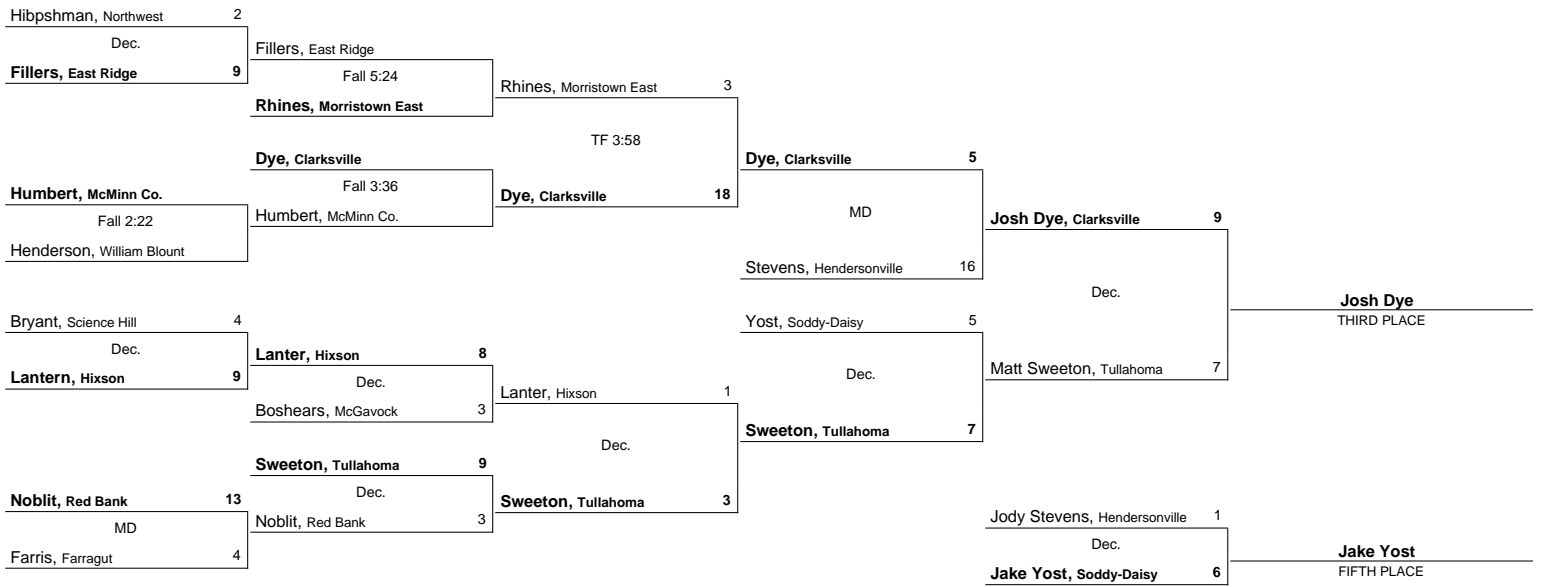 Hibpshman, Northwest 2
Dec.
Fillers, East Ridge 9
Humbert, McMinn Co.
Fall 2:22
Henderson, William Blount
Bryant, Science Hill 4
Dec.
Lantern, Hixson 9
Noblit, Red Bank 13
MD
Farris, Farragut 4
Fillers, East Ridge
Fall 5:24
Rhines, Morristown East
Dye, Clarksville
Fall 3:36
Humbert, McMinn Co.
Lanter, Hixson 8
Dec.
Boshears, McGavock 3
Sweeton, Tullahoma 9
Dec.
Noblit, Red Bank 3
Rhines, Morristown East 3
TF 3:58
Dye, Clarksville 18
Lanter, Hixson 1
Dec.
Sweeton, Tullahoma 3
Dye, Clarksville 5
MD
Stevens, Hendersonville 16
Yost, Soddy-Daisy 5
Dec.
Sweeton, Tullahoma 7
Josh Dye, Clarksville 9
Dec.
Matt Sweeton, Tullahoma 7
Josh Dye
THIRD PLACE
Jody Stevens, Hendersonville 1
Dec.
Jake Yost, Soddy-Daisy 6
Jake Yost
FIFTH PLACE